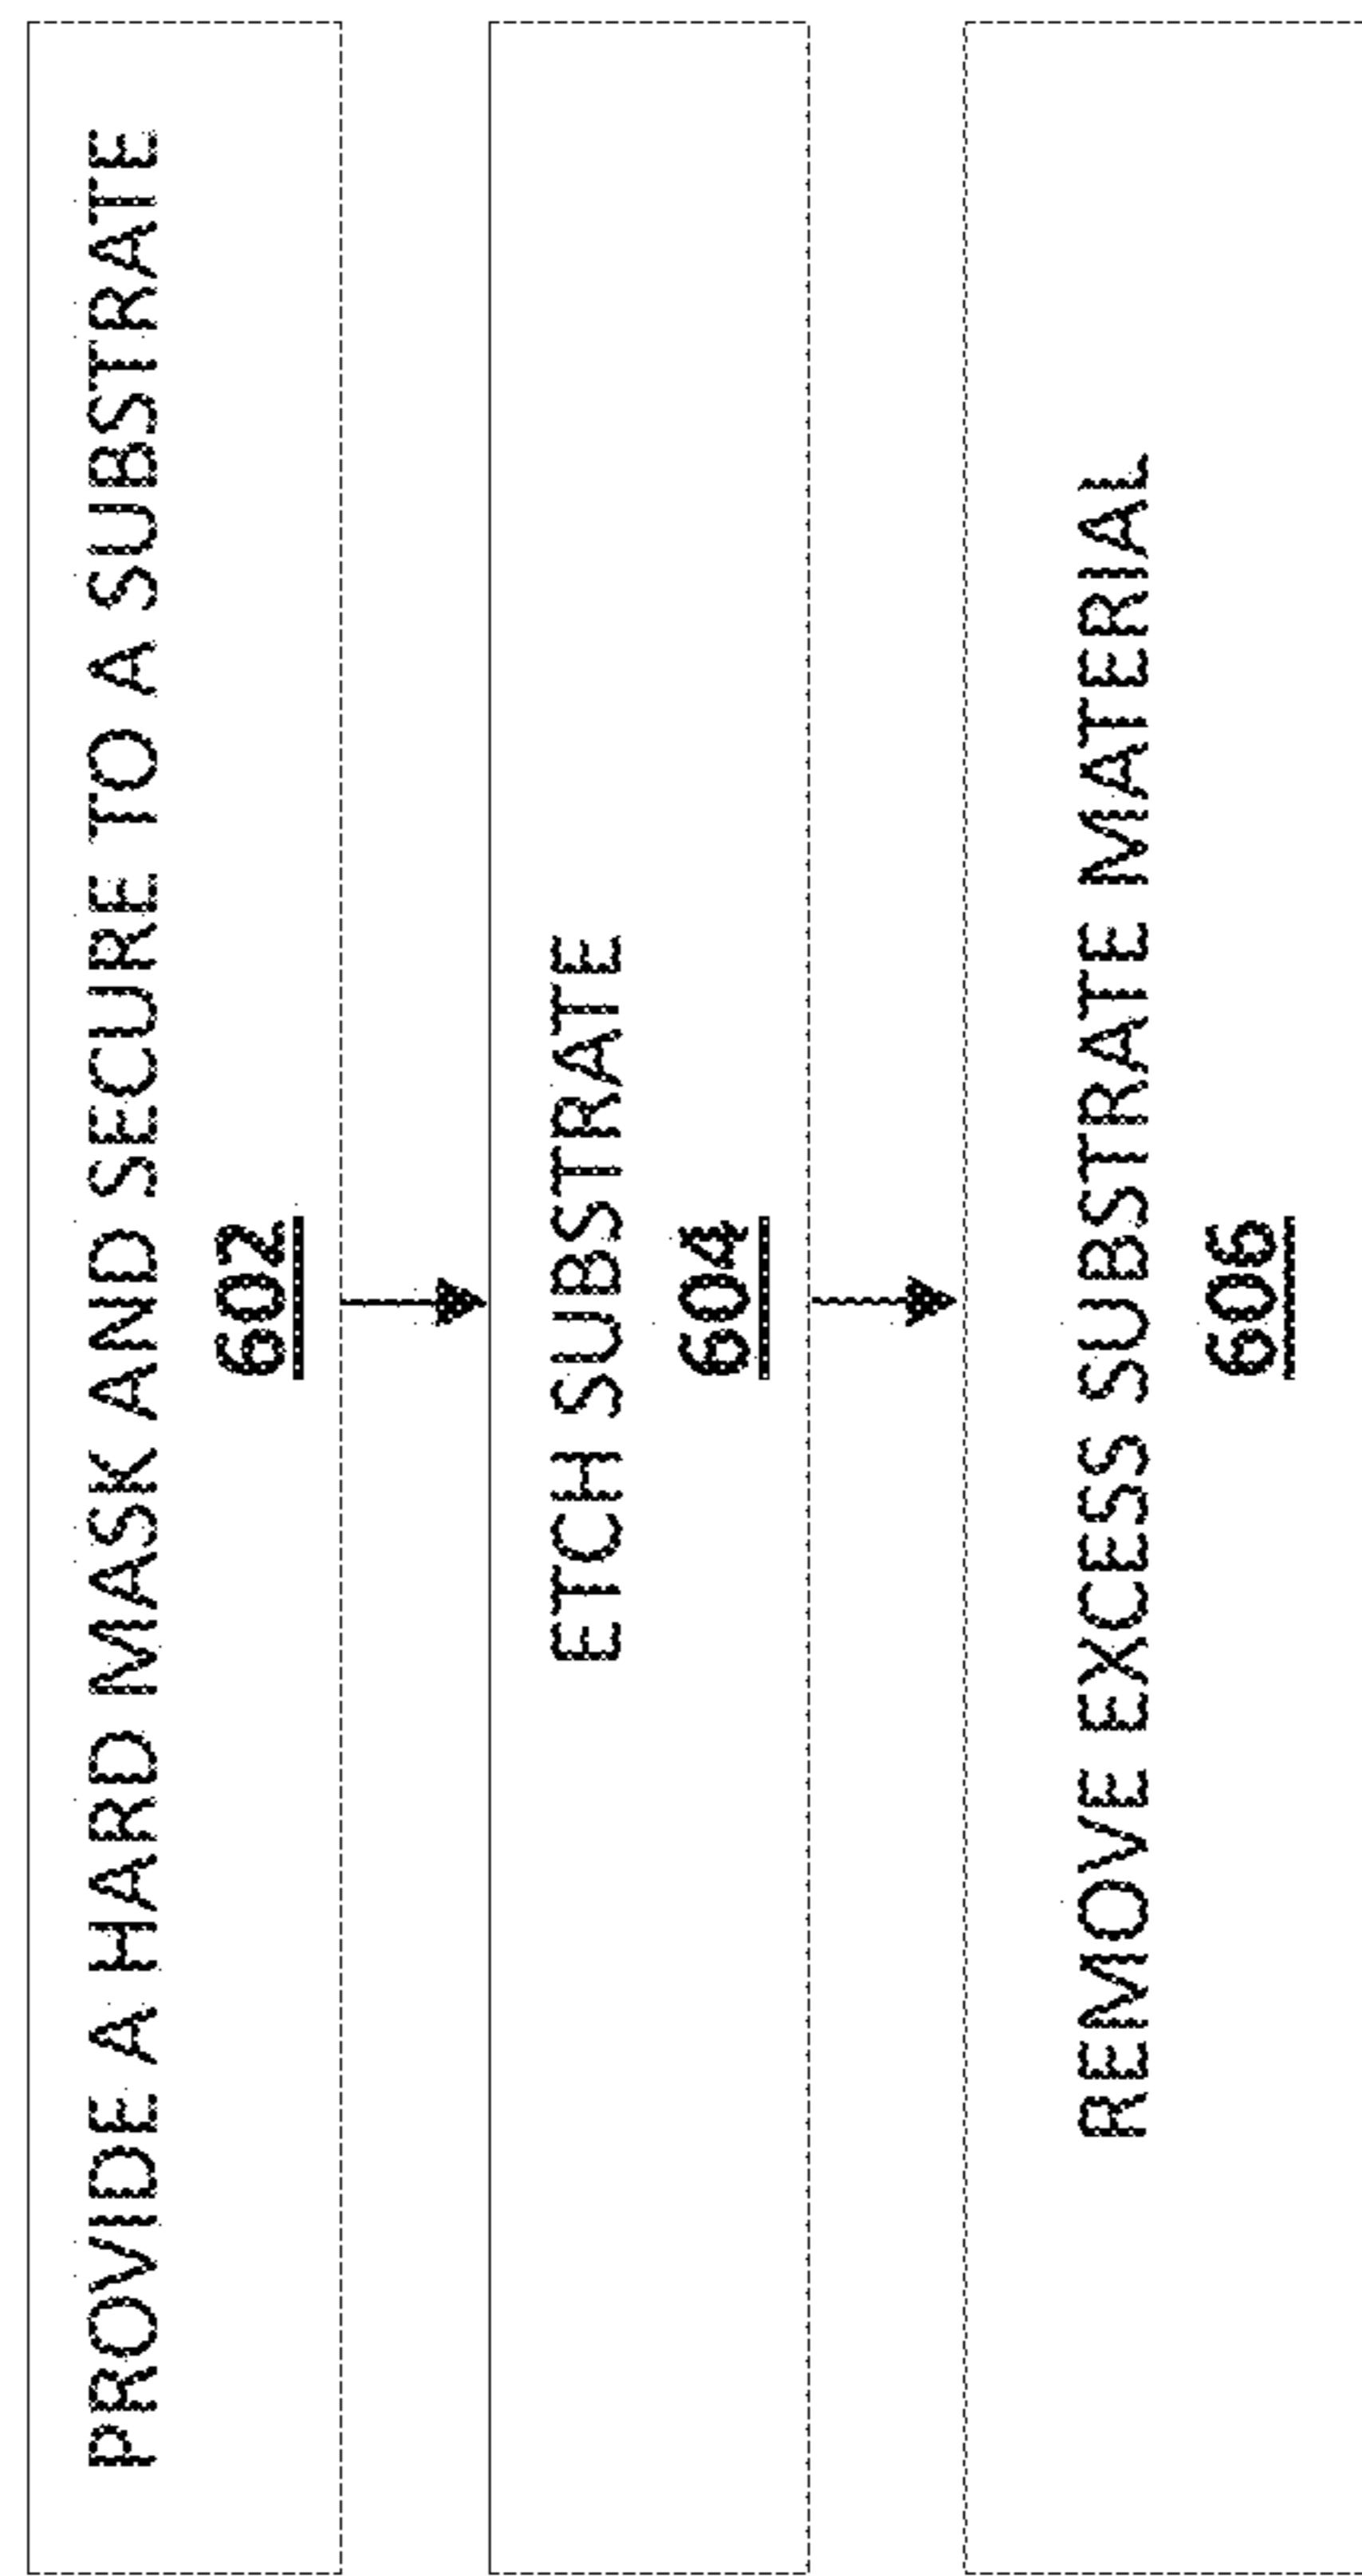 PROVIDE A HARD MASK AND SECURE TO A SUBSTRATE
602
ETCH SUBSTRATE
604
REMOVE EXCESS SUBSTRATE MATERIAL
606